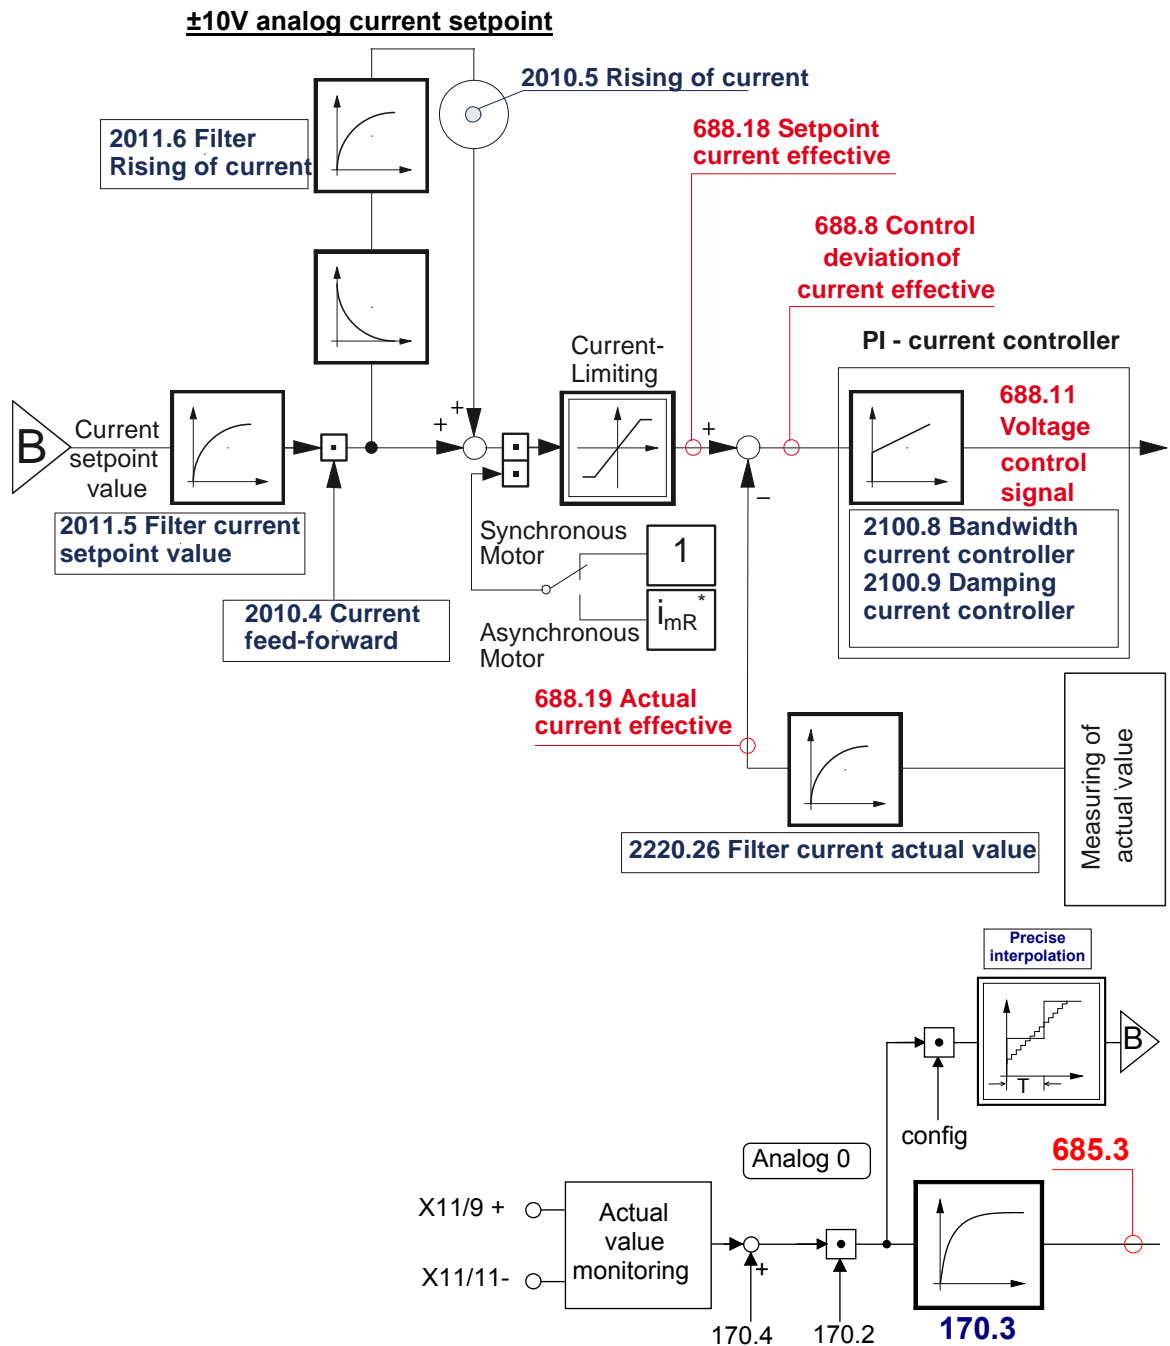 ±10V analog current setpoint
2010.5 Rising of current
2011.6 Filter
Rising of current
688.18 Setpoint
current effective
688.8 Control
deviationof
current effective
PI - current controller
Current-
Limiting
B
Current
setpoint
value
+
+
+
−
688.11
Voltage
control
signal
2011.5 Filter current
setpoint value
2100.8 Bandwidth
current controller
2100.9 Damping
current controller
Synchronous
Motor
1
2010.4 Current
feed-forward
imR*
Asynchronous
Motor
688.19 Actual
current effective
Measuring of
actual value
2220.26 Filter current actual value
Precise
interpolation
T
B
config
Analog 0
685.3
X11/9 +
Actual
value
monitoring
X11/11-
+
170.4
170.2
170.3